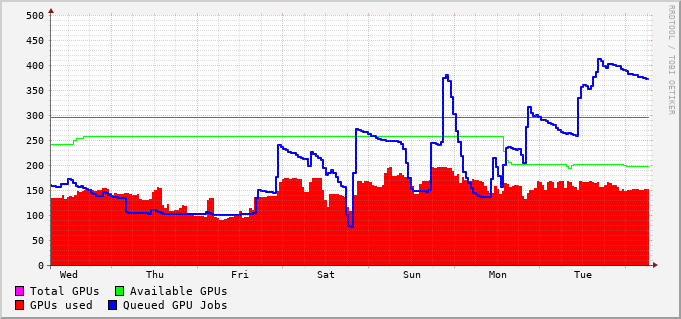 500
450
400
350
300
250
200
150
100
50
0
Wed Thu Fri Sat Sun Mon Tue
Total GPUs Available GPUs
GPUs used Queued GPU Jobs
RRDTOOL / TOBI OETIKER